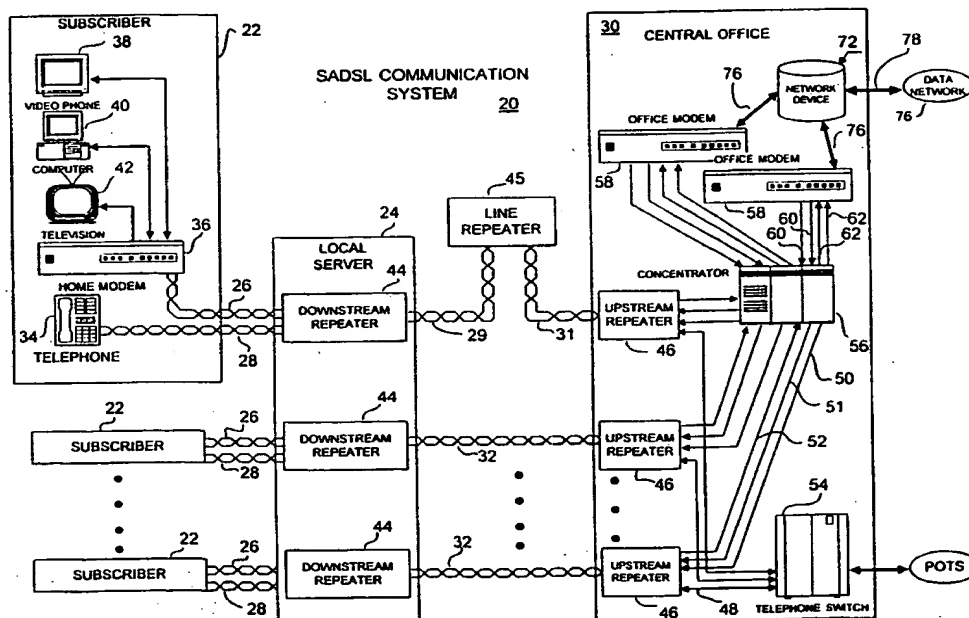 SUBSCRIBER
22
38
VIDEO PHONE
40
COMPUTER
42
TELEVISION
36
HOME MODEM
34
TELEPHONE
26
28
SADSL COMMUNICATION
SYSTEM
20
24
LOCAL
SERVER
44
DOWNSTREAM
REPEATER
29
45
LINE
REPEATER
31
30
CENTRAL OFFICE
72
78
NETWORK
DEVICE
DATA
NETWORK
76
76
76
OFFICE MODEM
58
OFFICE MODEM
58
60
60
62
62
CONCENTRATOR
56
UPSTREAM
REPEATER
46
50
51
52
22
SUBSCRIBER
26
28
44
DOWNSTREAM
REPEATER
32
UPSTREAM
REPEATER
46
22
SUBSCRIBER
26
28
44
DOWNSTREAM
REPEATER
32
UPSTREAM
REPEATER
46
48
54
TELEPHONE SWITCH
POTS